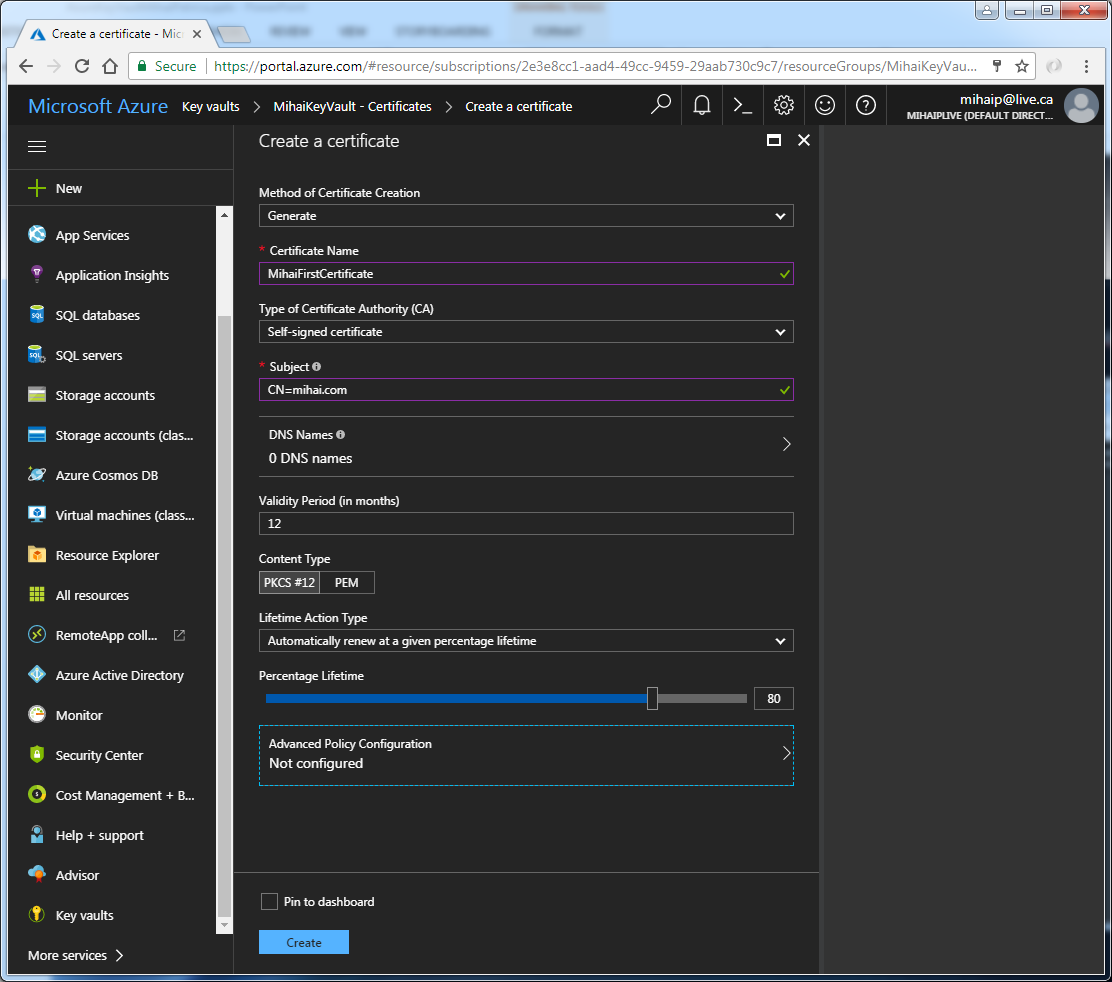 Create a certificate - Mic
Secure
https://portal.azure.com/#resource/subscriptions/2e3e8cc1-aad4-49cc-9459-29aab730c9c7/resourceGroups/MihaiKeyVau...
Microsoft Azure
Key vaults > MihaiKeyVault - Certificates > Create a certificate
mihaip@live.ca
MIHAIPLIVE (DEFAULT DIRECT...
New
App Services
Application Insights
SQL databases
SQL servers
Storage accounts
Storage accounts (clas...
Azure Cosmos DB
Virtual machines (class...
Resource Explorer
All resources
RemoteApp coll...
Azure Active Directory
Monitor
Security Center
Cost Management + B...
Help + support
Advisor
Key vaults
More services >
Create a certificate
Method of Certificate Creation
Generate
* Certificate Name
MihaiFirstCertificate
Type of Certificate Authority (CA)
Self-signed certificate
* Subject
CN=mihai.com
DNS Names
0 DNS names
Validity Period (in months)
12
Content Type
PKCS #12 PEM
Lifetime Action Type
Automatically renew at a given percentage lifetime
Percentage Lifetime
80
Advanced Policy Configuration
Not configured
Pin to dashboard
Create